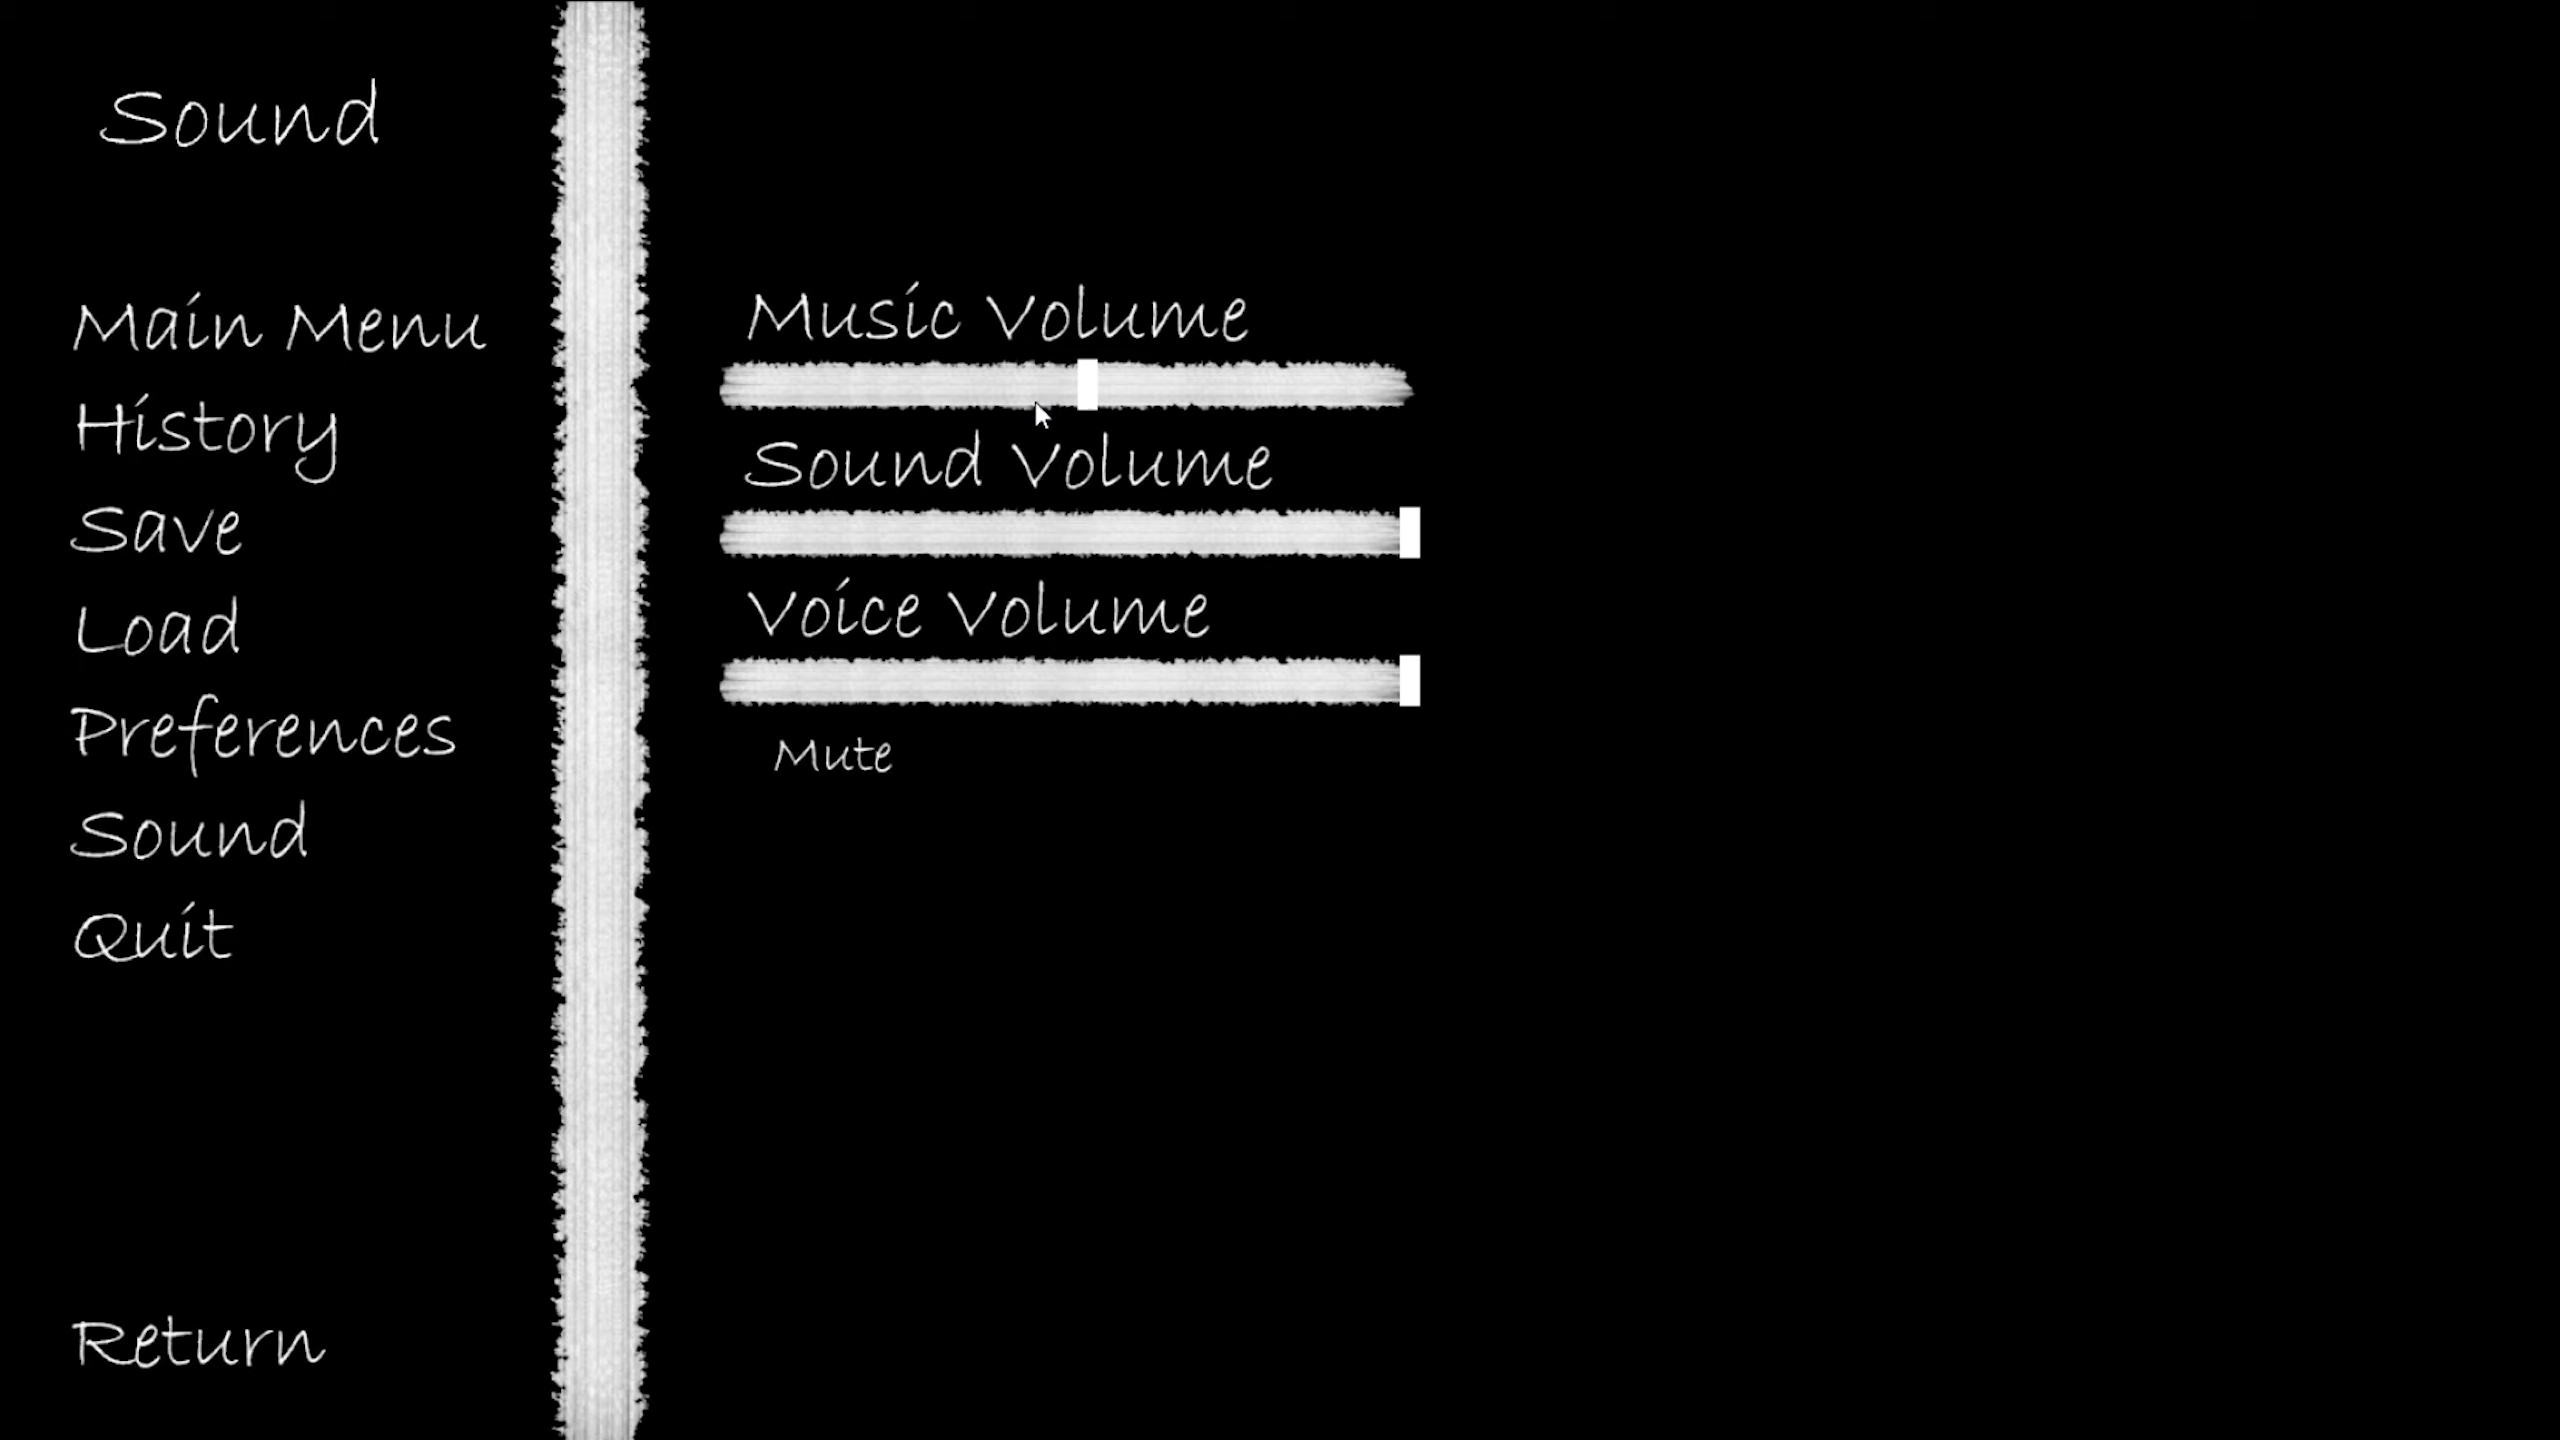 Sound
Main Menu
History
Save
Load
Preferences
Sound
Quit
Return
Music Volume
Sound Volume
Voice Volume
Mute